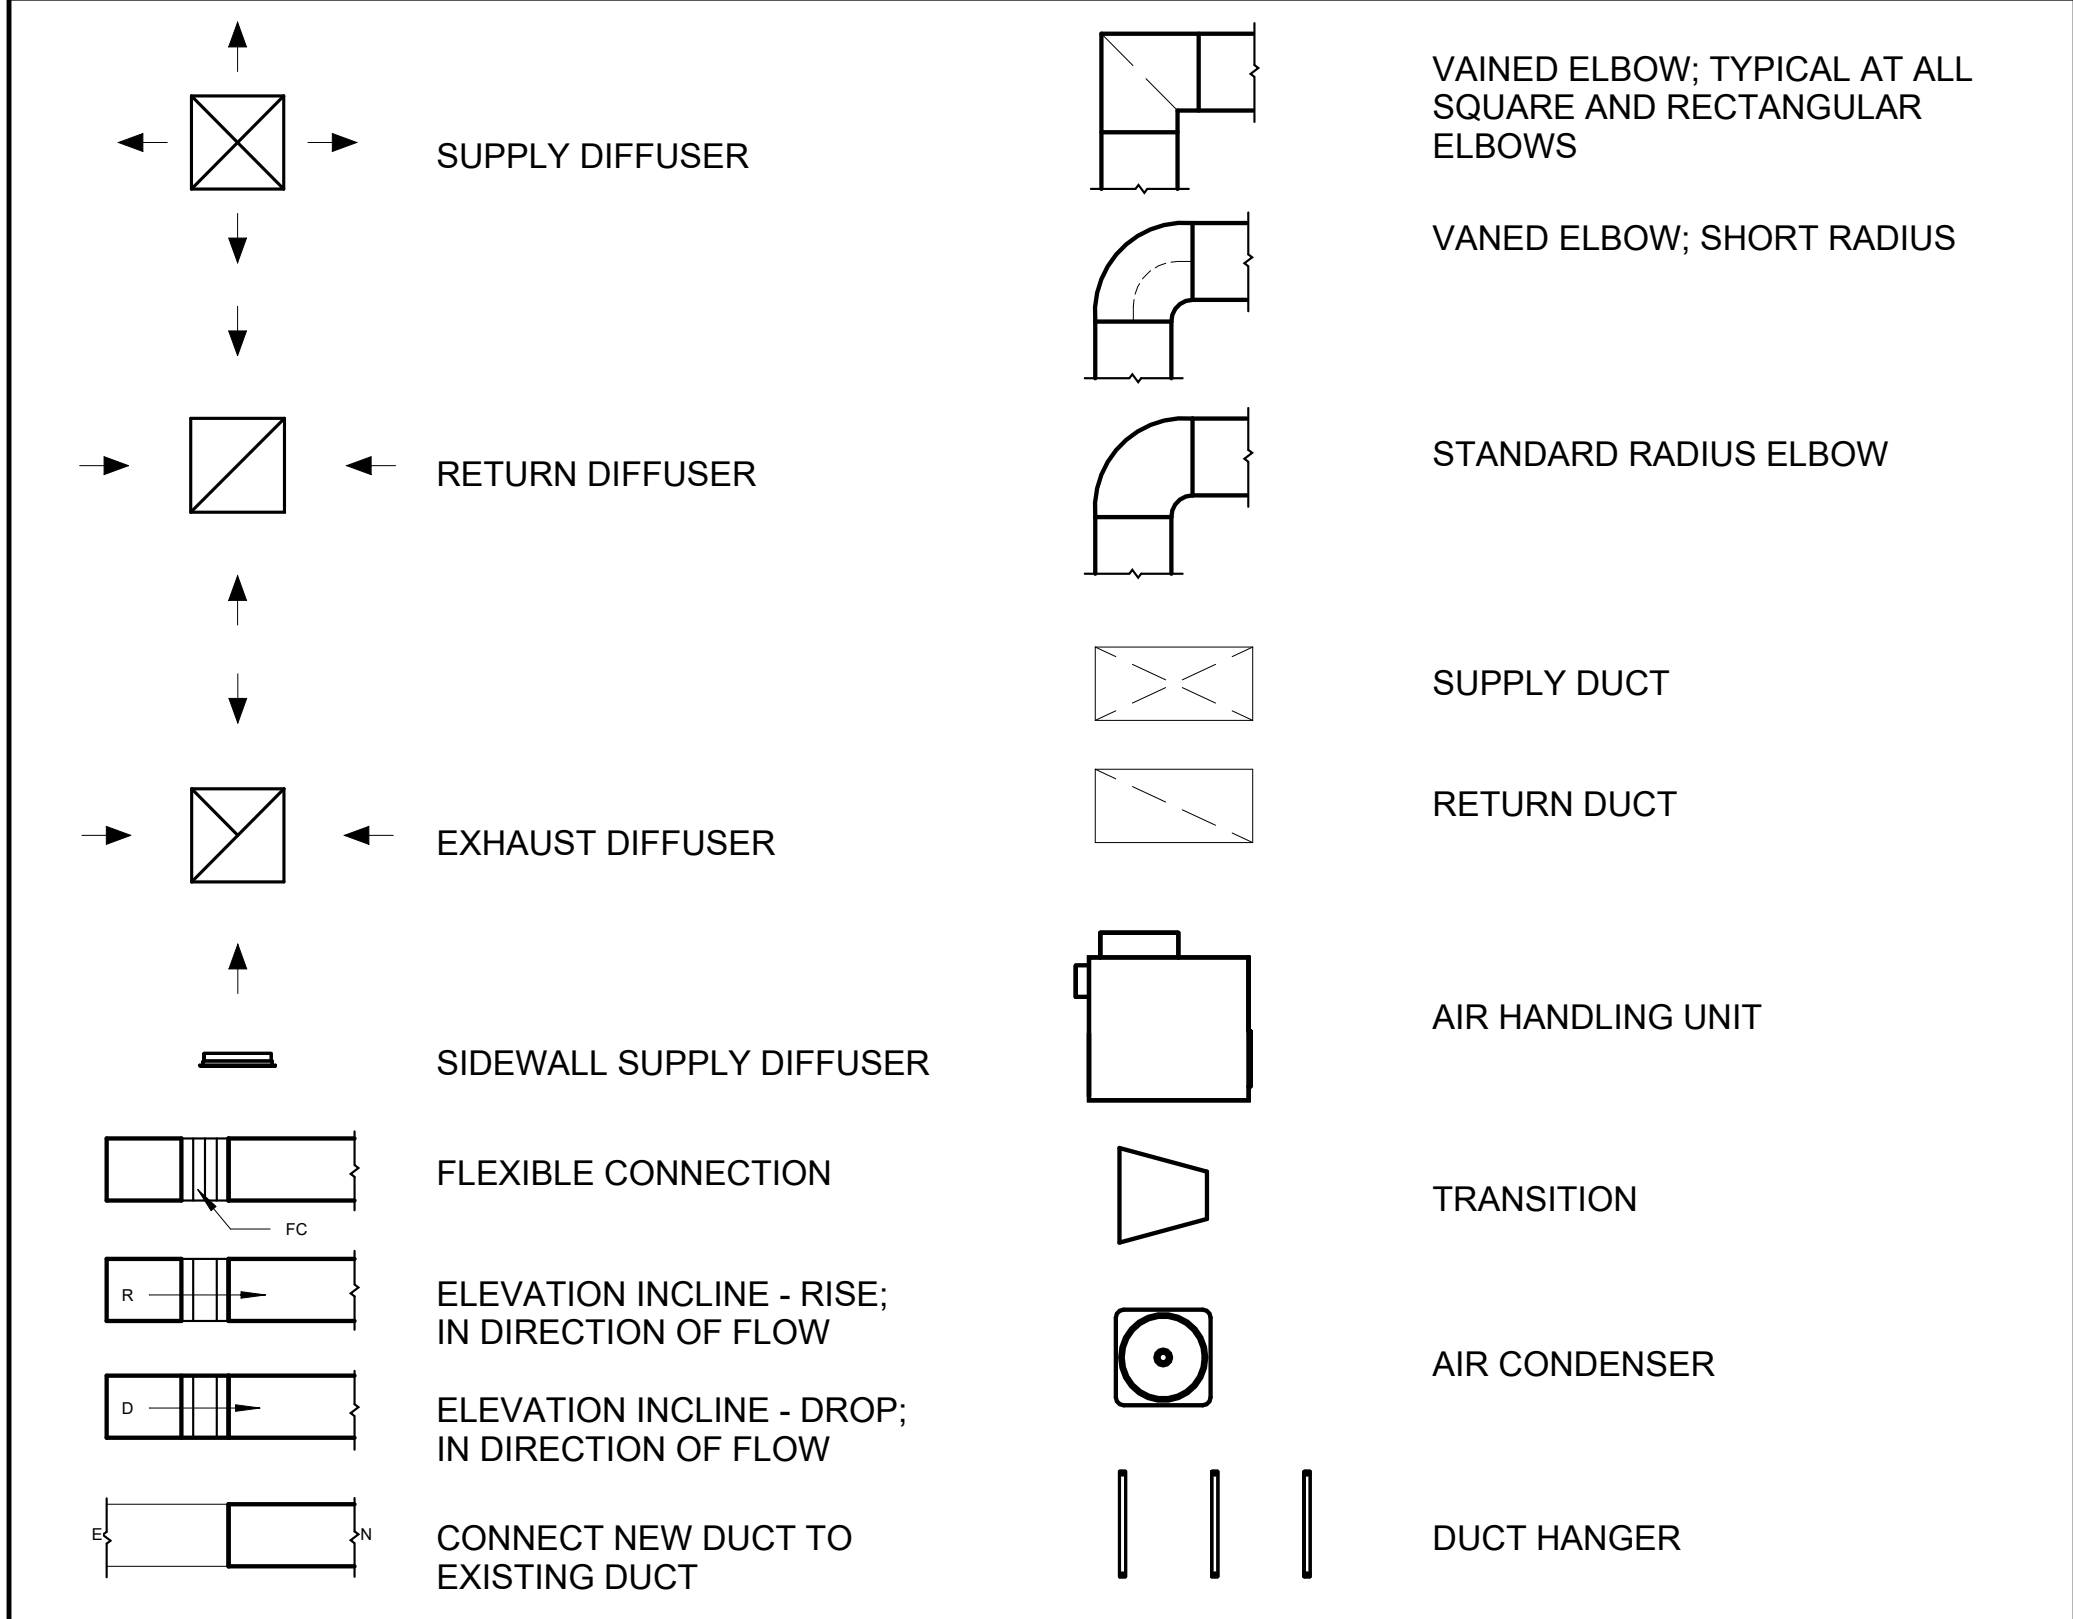 SUPPLY DIFFUSER
RETURN DIFFUSER
EXHAUST DIFFUSER
SIDEWALL SUPPLY DIFFUSER
FLEXIBLE CONNECTION
FC
R
ELEVATION INCLINE - RISE;
IN DIRECTION OF FLOW
D
ELEVATION INCLINE - DROP;
IN DIRECTION OF FLOW
E
N
CONNECT NEW DUCT TO
EXISTING DUCT
VAINED ELBOW; TYPICAL AT ALL
SQUARE AND RECTANGULAR
ELBOWS
VANED ELBOW; SHORT RADIUS
STANDARD RADIUS ELBOW
SUPPLY DUCT
RETURN DUCT
AIR HANDLING UNIT
TRANSITION
AIR CONDENSER
DUCT HANGER